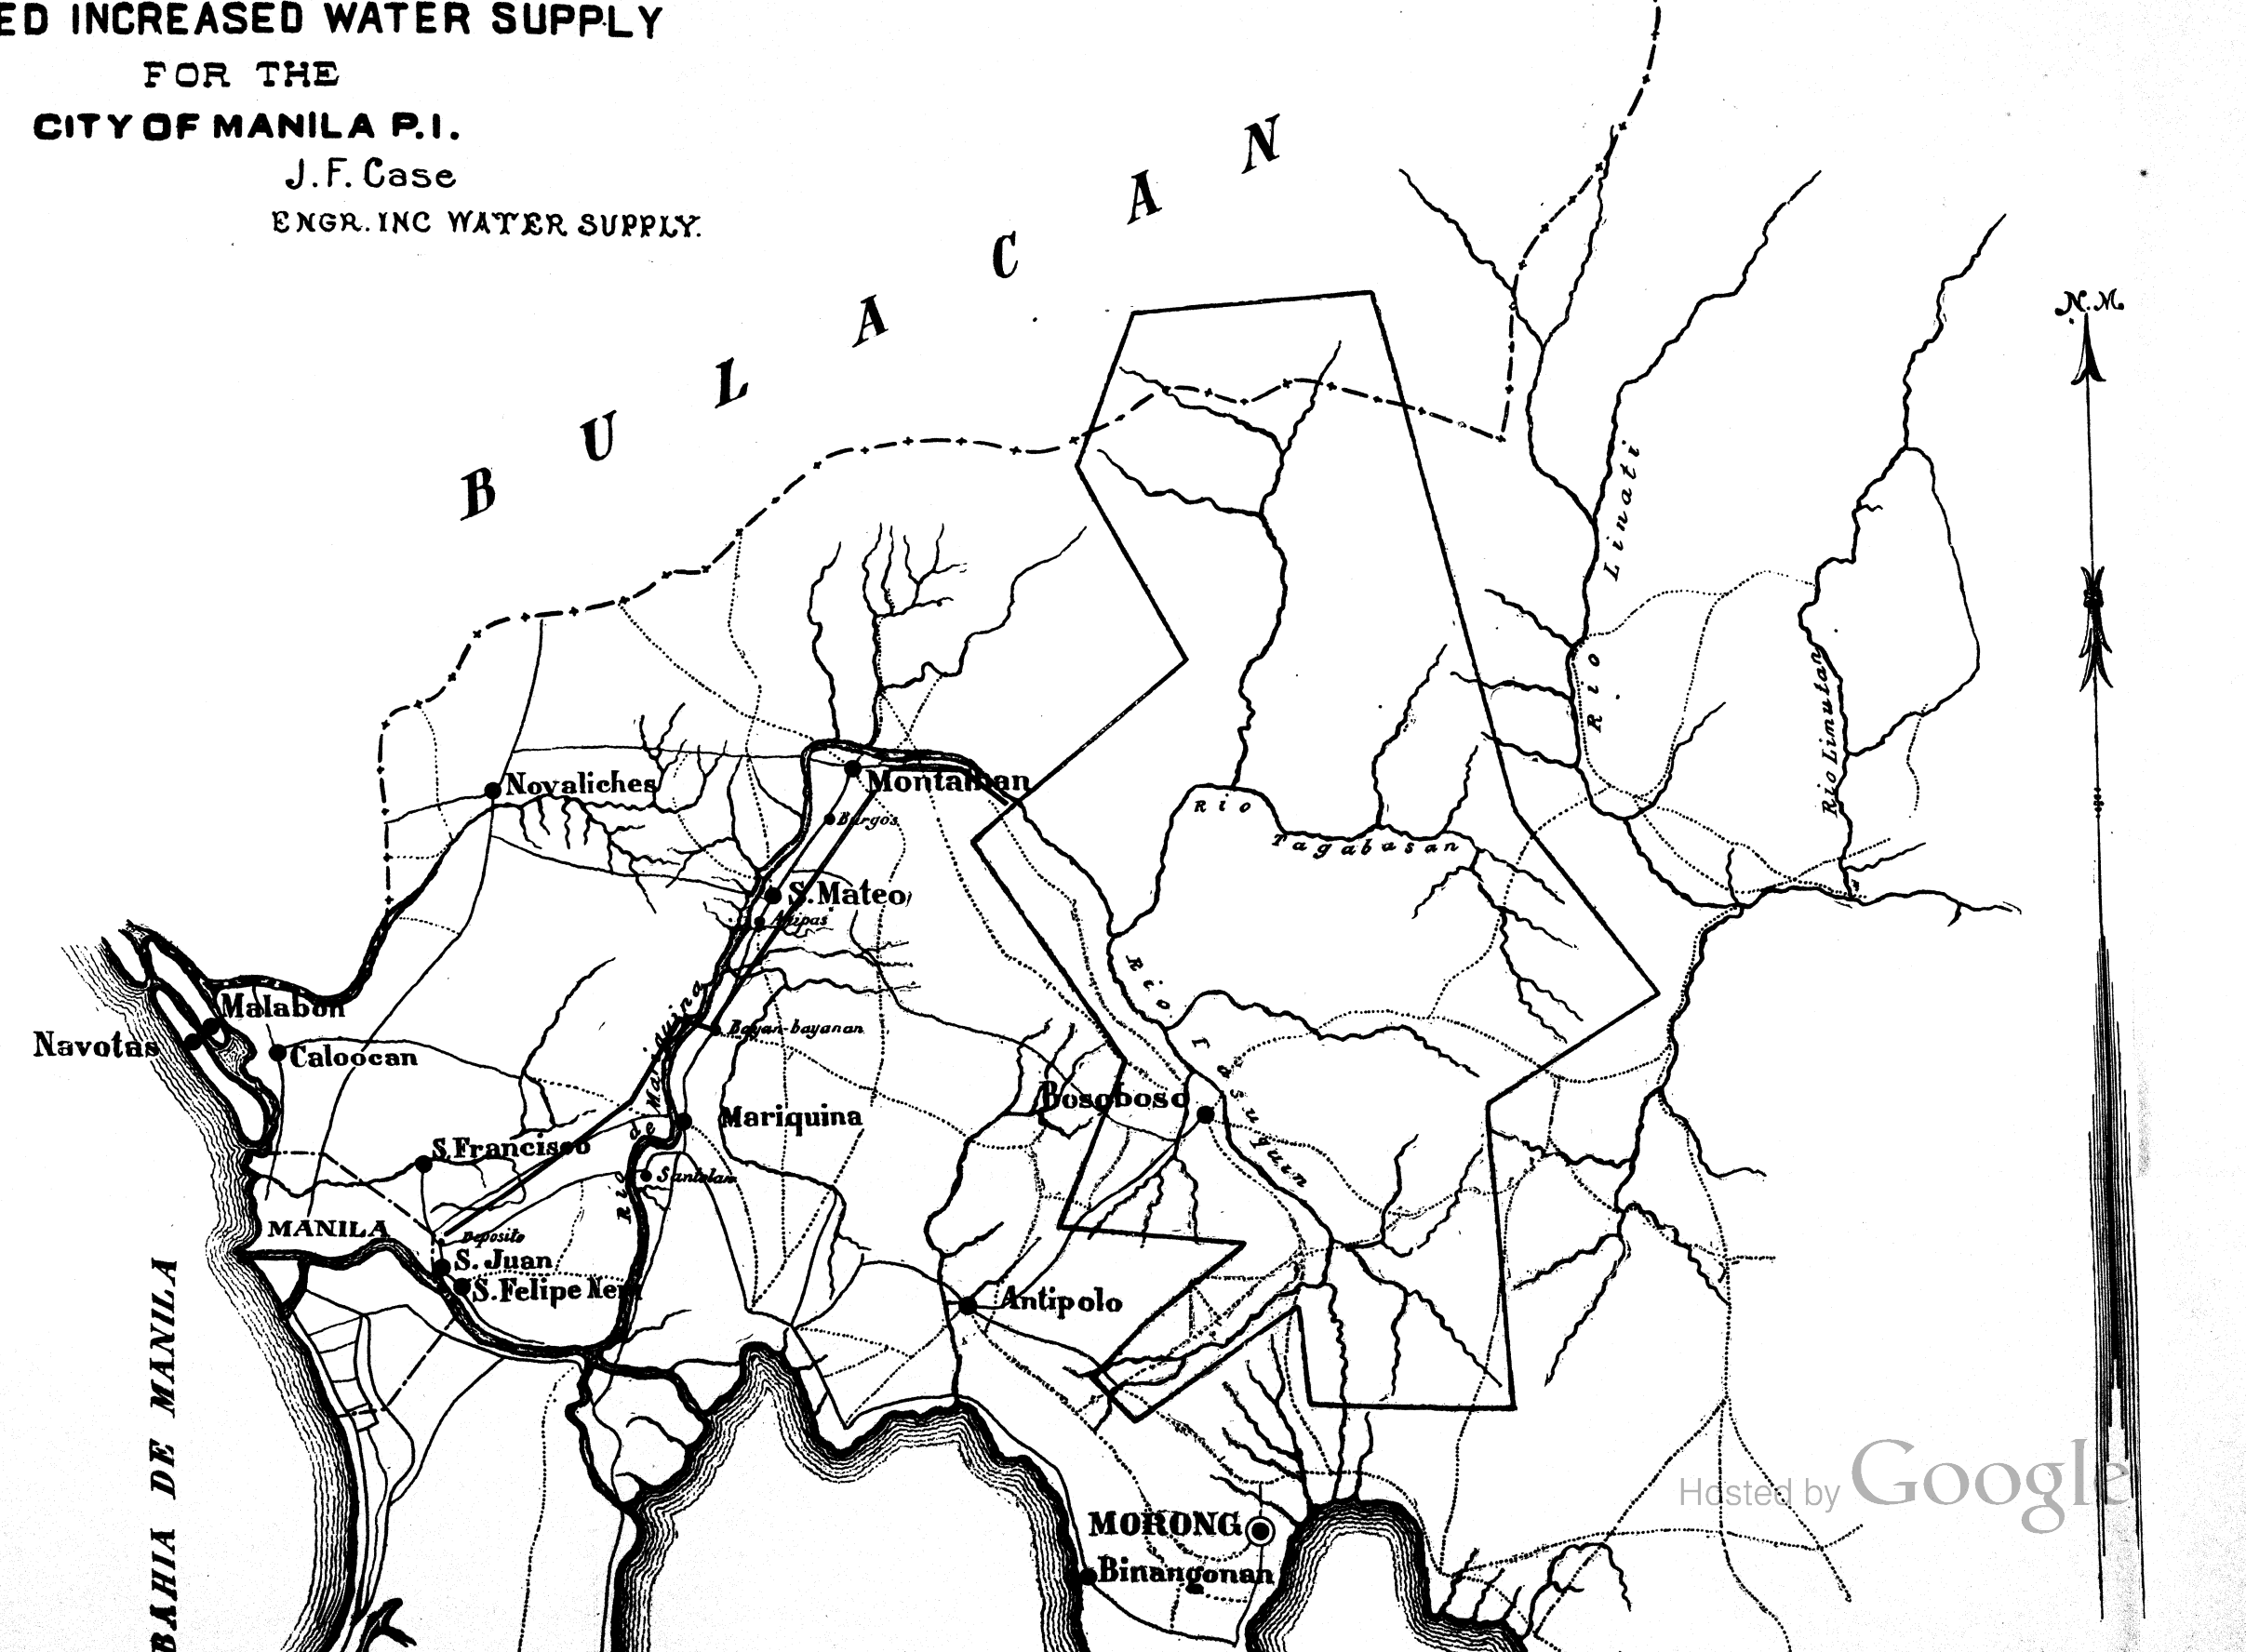 ED INCREASED WATER SUPPLY
FOR THE
CITY OF MANILA P.I.
J.F. Case
ENGR. INC WATER SUPPLY.
BULACAN
N.M.
Rio Linati
Rio Limutan
Novaliches
Montalban
Burgos
Rio Tagabasan
S. Mateo
Malabon
Navotas
Caloocan
Bayan-bayanan
Rio de Mariquina
Mariquina
Bosoboso
Rio
S. Francisco
Santolan
MANILA
Deposito
S. Juan
S. Felipe Neri
Antipolo
BAHIA DE MANILA
MORONG
Binangonan
Hosted by Google